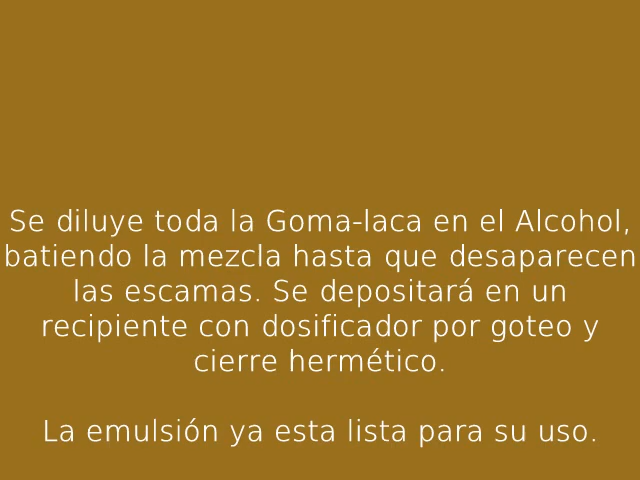 Se diluye toda la Goma-laca en el Alcohol,
batiendo la mezcla hasta que desaparecen
las escamas. Se depositará en un
recipiente con dosificador por goteo y
cierre hermético.
La emulsión ya esta lista para su uso.